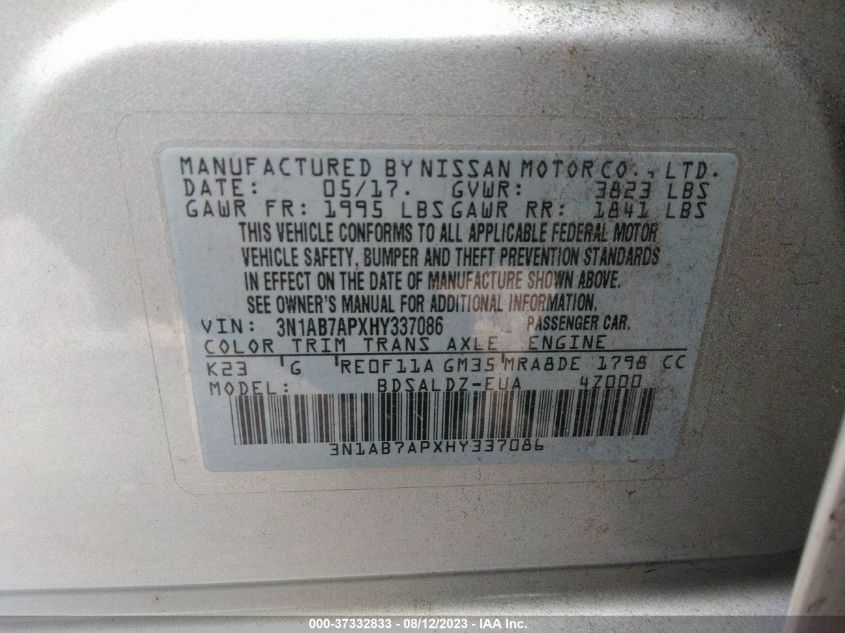 MANUFACTURED BY NISSAN MOTOR CO., LTD.
DATE: 05/17. GVWR: 3823 LBS
GAWR FR: 1995 LBS GAWR RR: 1841 LBS
THIS VEHICLE CONFORMS TO ALL APPLICABLE FEDERAL MOTOR
VEHICLE SAFETY, BUMPER AND THEFT PREVENTION STANDARDS
IN EFFECT ON THE DATE OF MANUFACTURE SHOWN ABOVE.
SEE OWNER'S MANUAL FOR ADDITIONAL INFORMATION.
VIN: 3N1AB7APXHY337086 PASSENGER CAR.
COLOR TRIM TRANS AXLE ENGINE
K23 G RE0F11A GM35 MRA8DE 1798 CC
MODEL: BDSALDZ-EUA 4Z000
3N1AB7APXHY337086
000-37332833 - 08/12/2023 - IAA Inc.